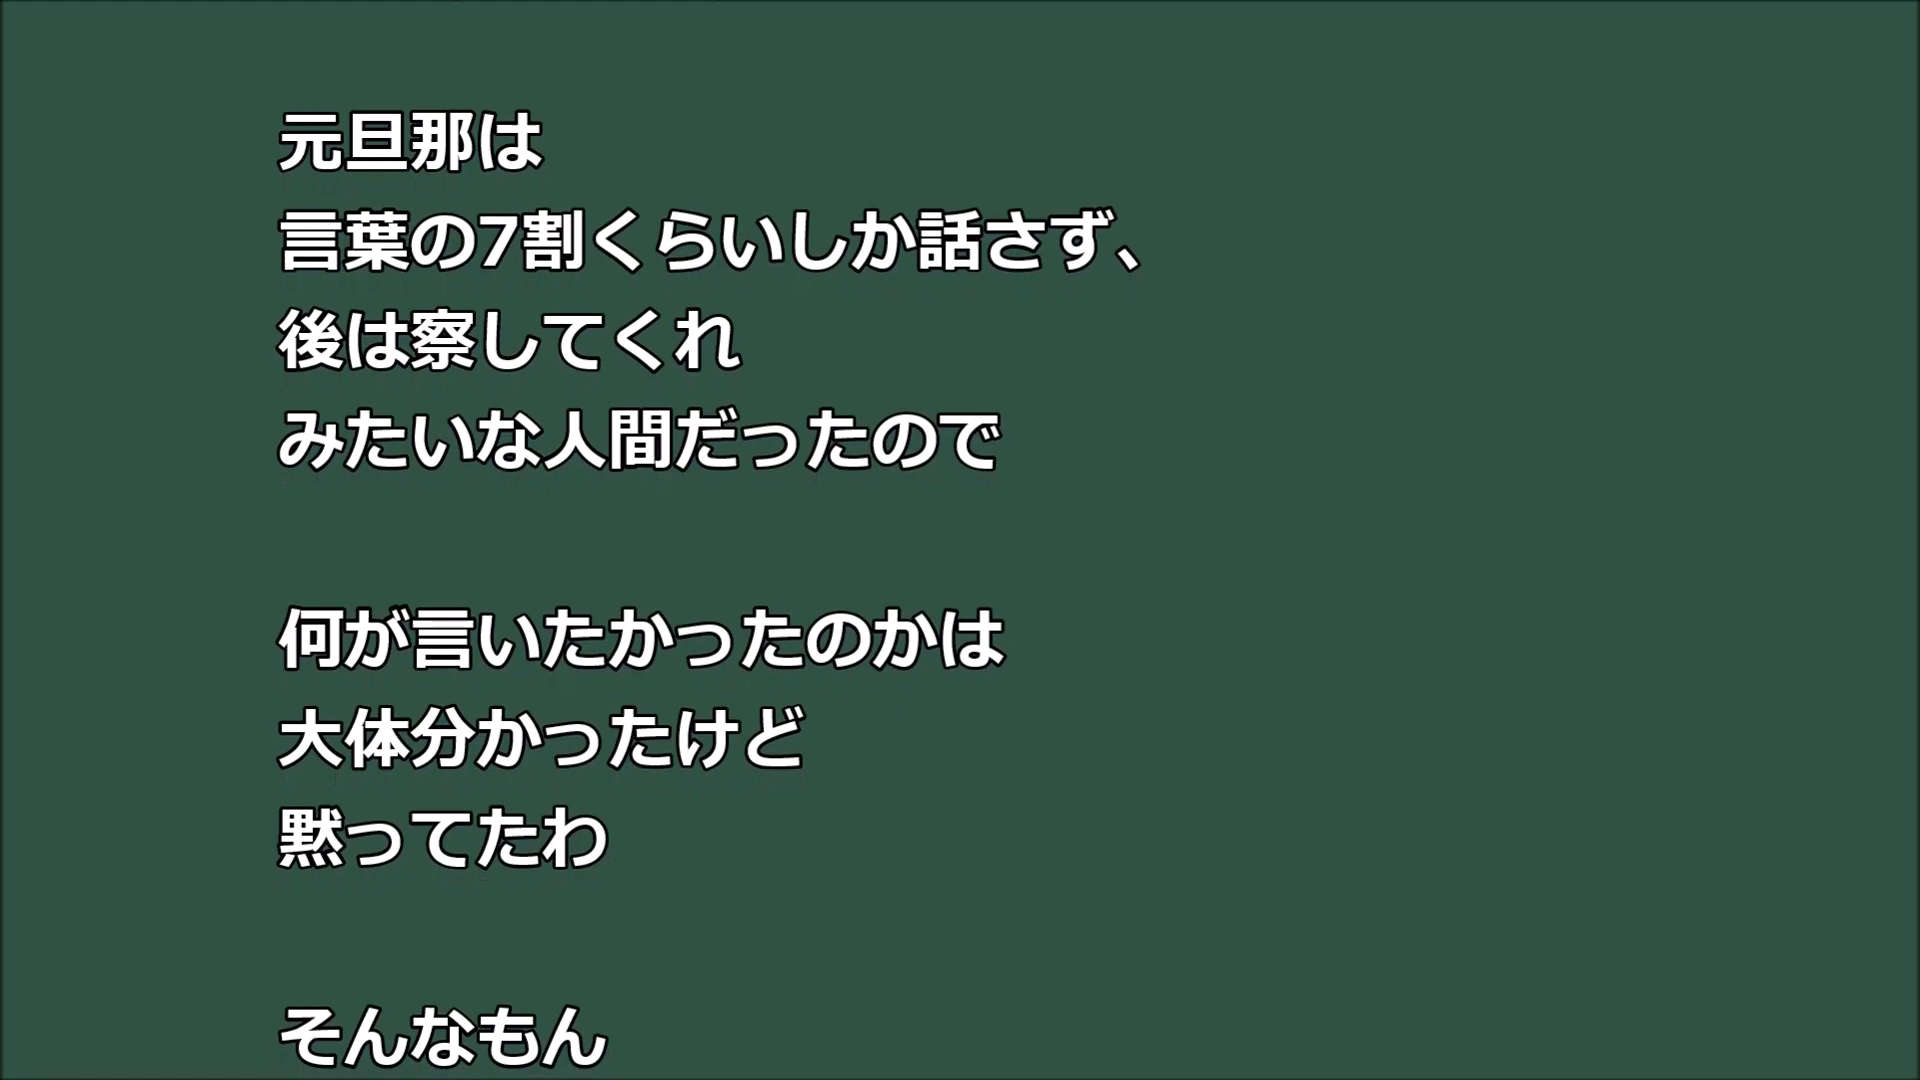 元旦那は
言葉の7割くらいしか話さず、
後は察してくれ
みたいな人間だったので
何が言いたかったのかは
大体分かったけど
黙ってたわ
そんなもん